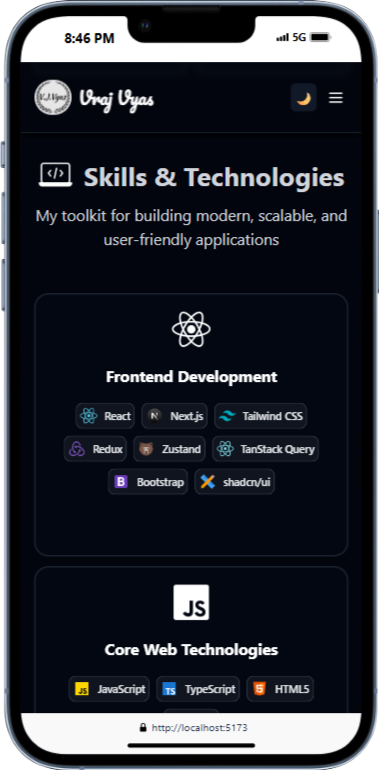 8:46 PM 5G
V.J.Vyas Vraj Vyas
</> Skills & Technologies
My toolkit for building modern, scalable, and
user-friendly applications
Frontend Development
React N Next.js Tailwind CSS
Redux Zustand TanStack Query
B Bootstrap shadcn/ui
JS
Core Web Technologies
JS JavaScript TS TypeScript 5 HTML5
http://localhost:5173